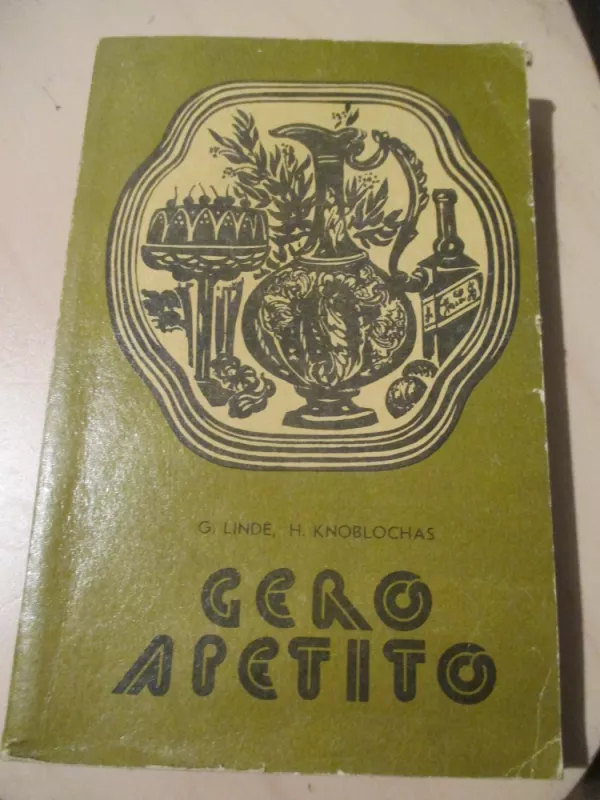 G. LINDE, H. KNOBLOCHAS
GERO
APETITO